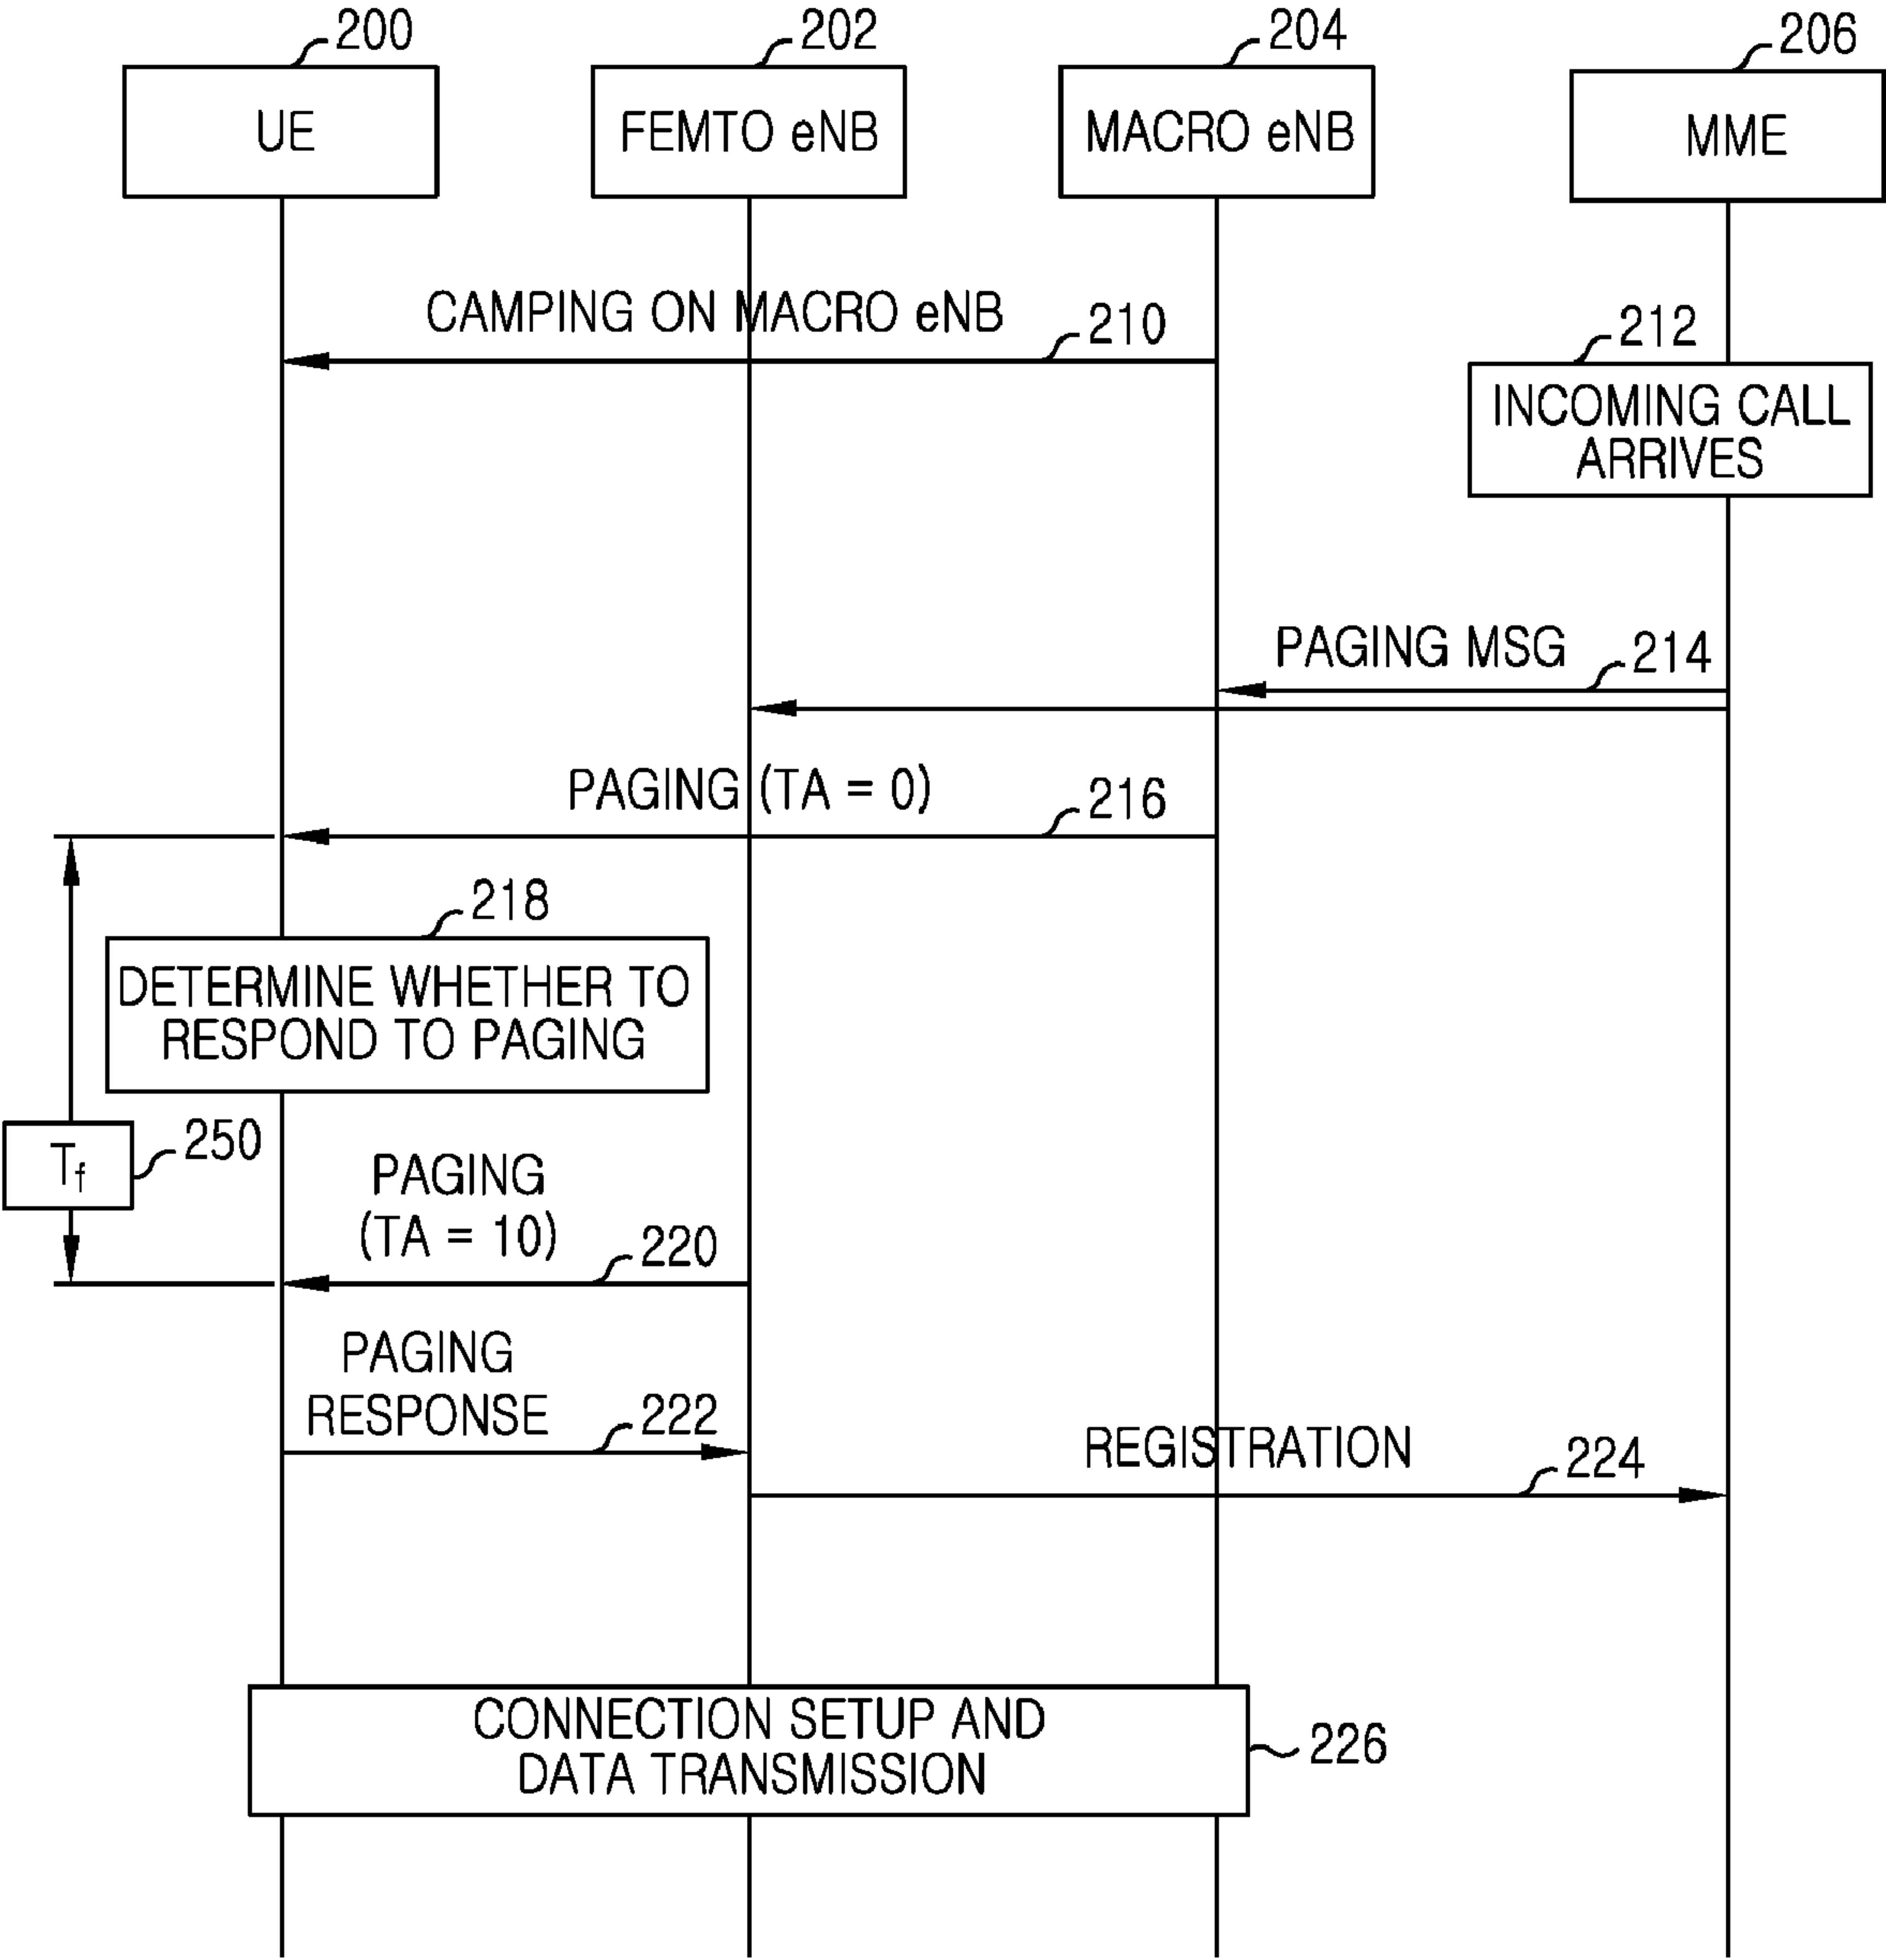 200
202
204
206
UE
FEMTO eNB
MACRO eNB
MME
CAMPING ON MACRO eNB
210
212
INCOMING CALL
ARRIVES
PAGING MSG
214
PAGING (TA = 0)
216
218
DETERMINE WHETHER TO
RESPOND TO PAGING
Tf
250
PAGING
(TA = 10)
220
PAGING
RESPONSE
222
REGISTRATION
224
CONNECTION SETUP AND
DATA TRANSMISSION
226